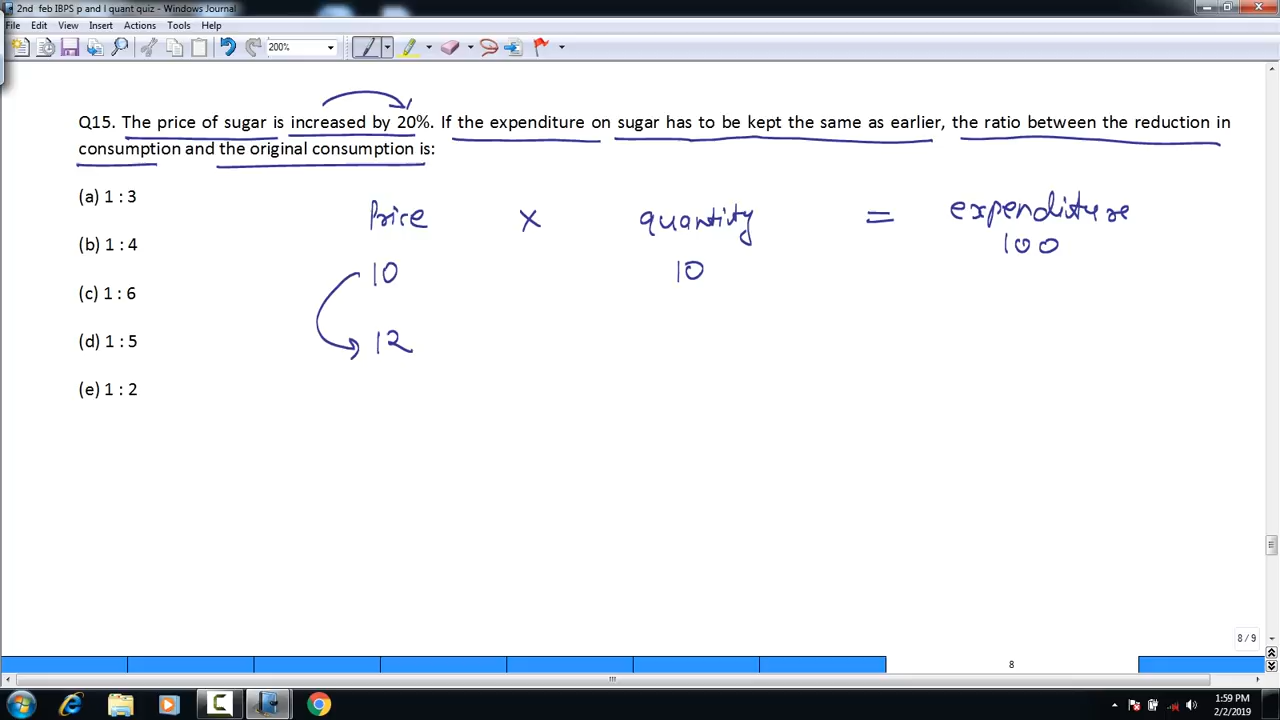 2nd feb IBPS p and l quant quiz - Windows Journal
File Edit View Insert Actions Tools Help
200%
Q15. The price of sugar is increased by 20%. If the expenditure on sugar has to be kept the same as earlier, the ratio between the reduction in
consumption and the original consumption is:
(a) 1 : 3
Price × quantity = expenditure
100
(b) 1 : 4
10 10
(c) 1 : 6
(d) 1 : 5
12
(e) 1 : 2
8 / 9
8
1:59 PM
2/2/2019